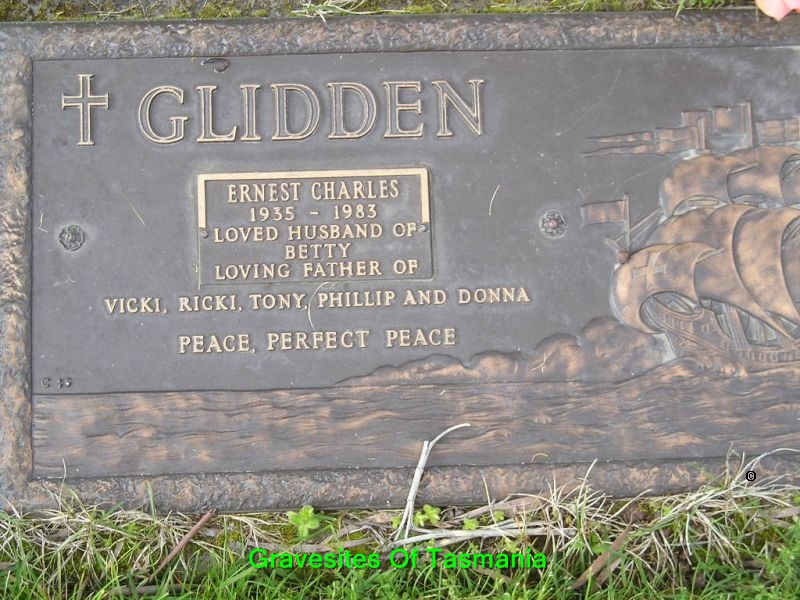 GLIDDEN
ERNEST CHARLES
1935 - 1983
LOVED HUSBAND OF
BETTY
LOVING FATHER OF
VICKI, RICKI, TONY, PHILLIP AND DONNA
PEACE, PERFECT PEACE
©
Gravesites Of Tasmania